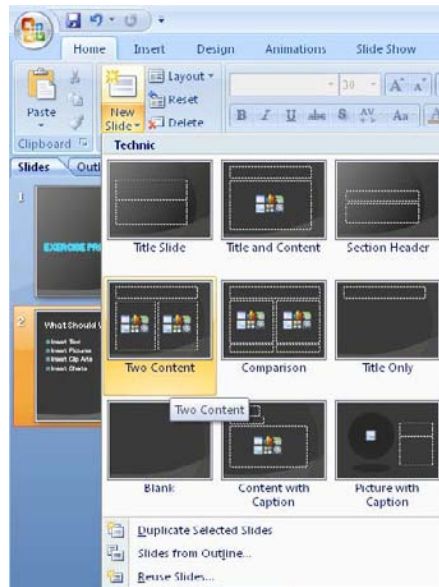 Home Insert Design Animations Slide Show
Paste
New Slide
Layout
Reset
Delete
30 A A
B I U abc S AV Aa A
Clipboard
Slides Outl
Technic
Title Slide Title and Content Section Header
Two Content Comparison Title Only
Two Content
Blank Content with Caption Picture with Caption
Duplicate Selected Slides
Slides from Outline...
Reuse Slides...
1
EXERCISE PR
2
What Should
Insert Text
Insert Pictures
Insert Clip Arts
Insert Charts